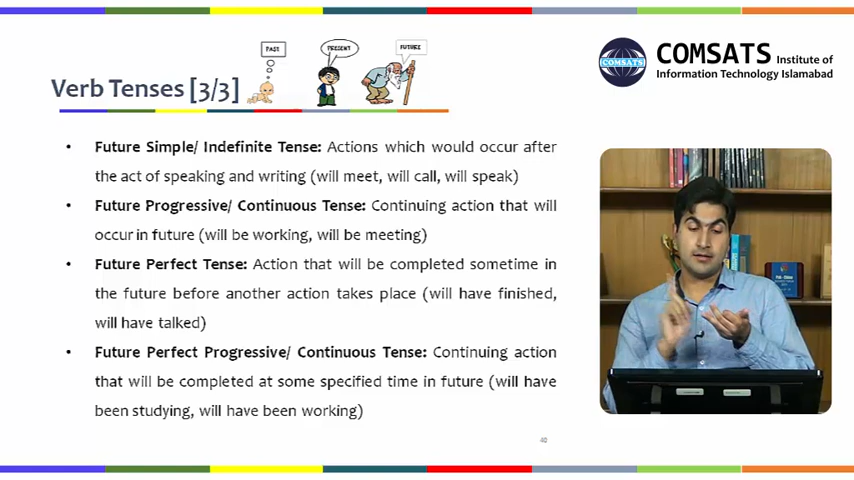 PAST
PRESENT
FUTURE
Verb Tenses [3/3]
COMSATS
COMSATS Institute of
Information Technology Islamabad
• Future Simple/ Indefinite Tense: Actions which would occur after
the act of speaking and writing (will meet, will call, will speak)
• Future Progressive/ Continuous Tense: Continuing action that will
occur in future (will be working, will be meeting)
• Future Perfect Tense: Action that will be completed sometime in
the future before another action takes place (will have finished,
will have talked)
• Future Perfect Progressive/ Continuous Tense: Continuing action
that will be completed at some specified time in future (will have
been studying, will have been working)